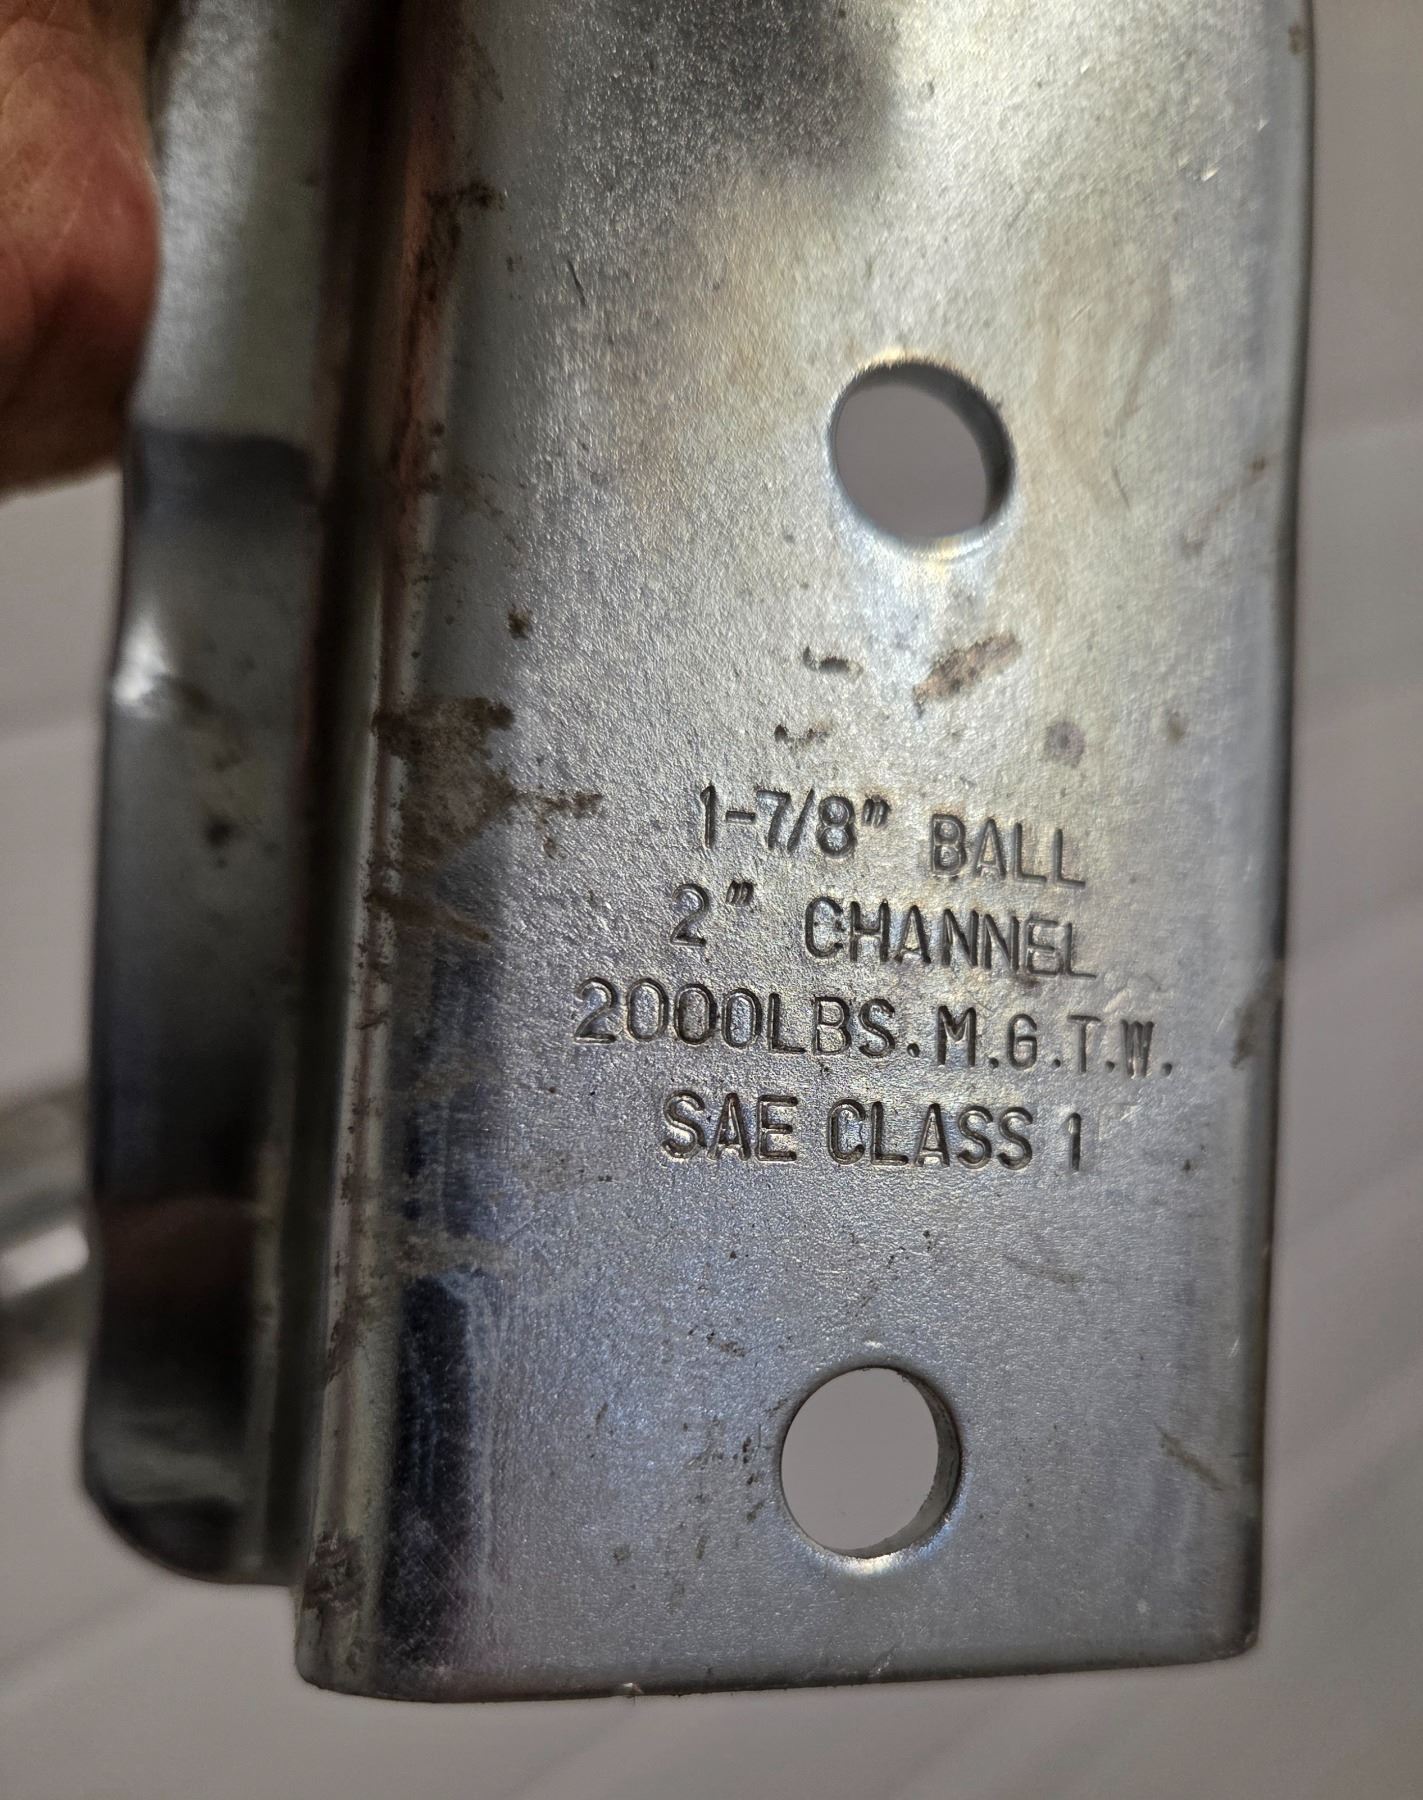 1-7/8" BALL
2" CHANNEL
2000LBS.M.G.T.W.
SAE CLASS 1